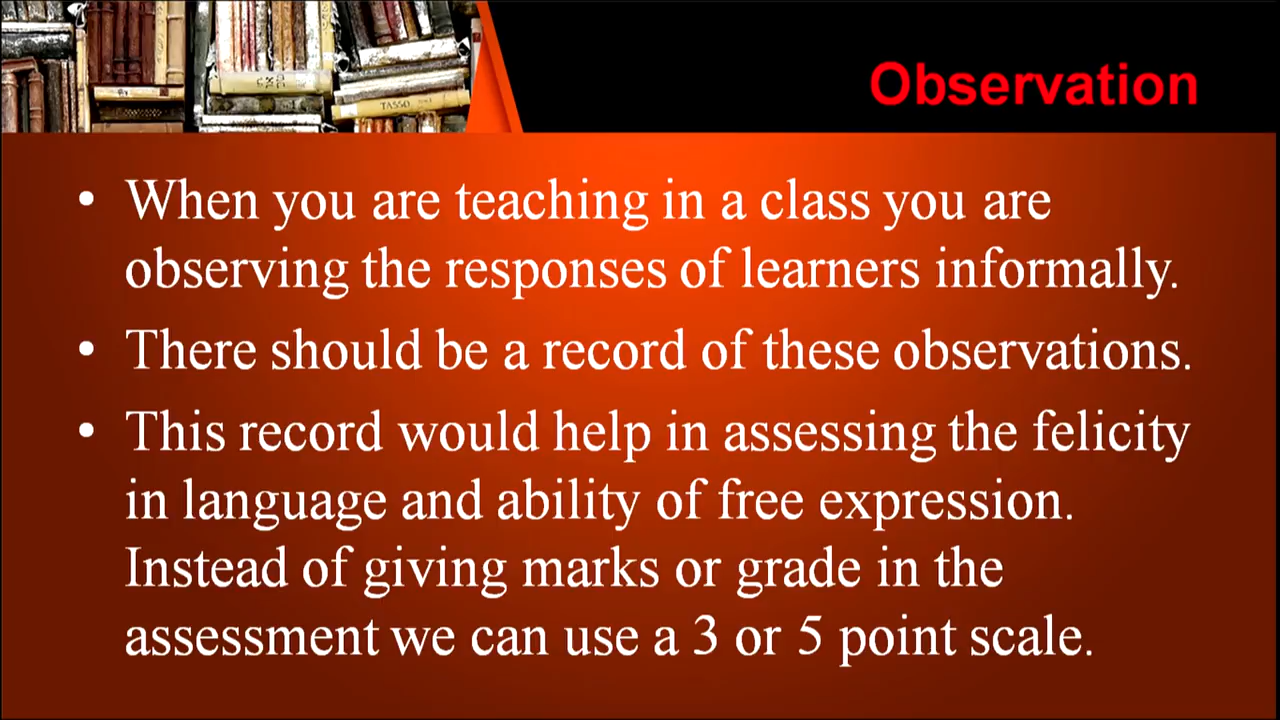 Observation
• When you are teaching in a class you are
observing the responses of learners informally.
• There should be a record of these observations.
• This record would help in assessing the felicity
in language and ability of free expression.
Instead of giving marks or grade in the
assessment we can use a 3 or 5 point scale.
TASSO